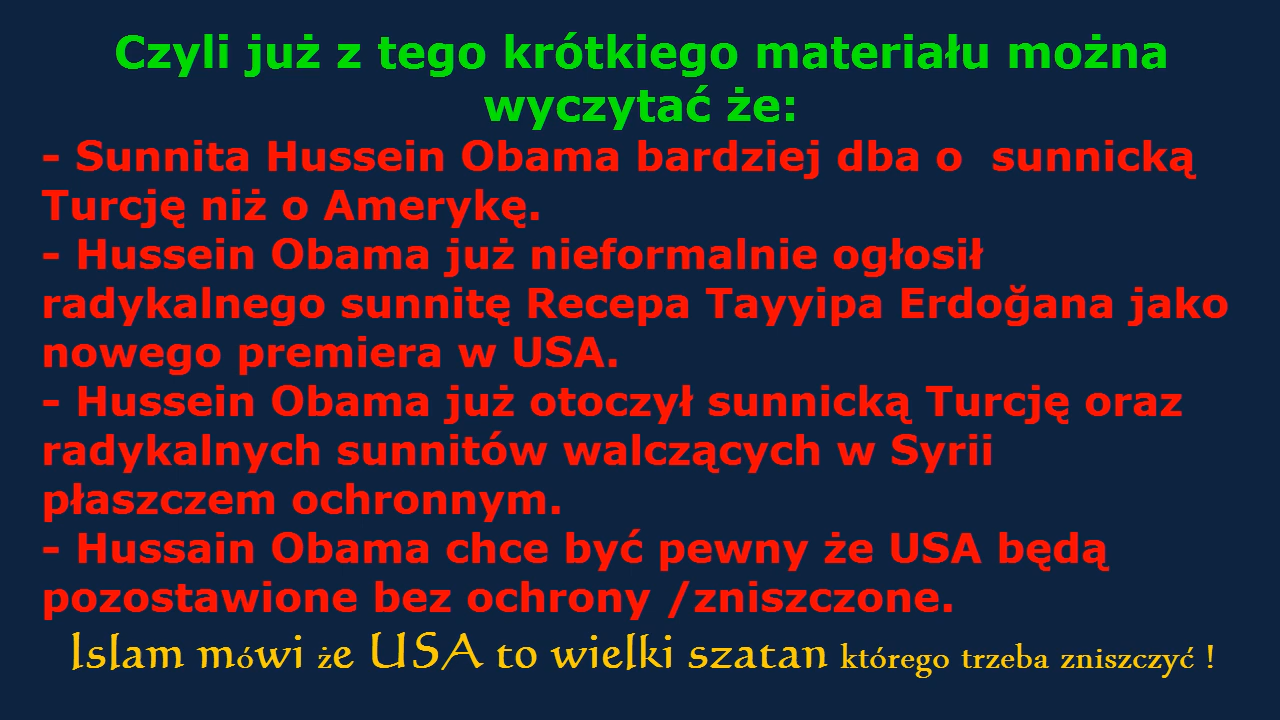 Czyli już z tego krótkiego materiału można
wyczytać że:
- Sunnita Hussein Obama bardziej dba o  sunnicką
Turcję niż o Amerykę.
- Hussein Obama już nieformalnie ogłosił
radykalnego sunnitę Recepa Tayyipa Erdoğana jako
nowego premiera w USA.
- Hussein Obama już otoczył sunnicką Turcję oraz
radykalnych sunnitów walczących w Syrii
płaszczem ochronnym.
- Hussain Obama chce być pewny że USA będą
pozostawione bez ochrony /zniszczone.
Islam mówi że USA to wielki szatan którego trzeba zniszczyć !